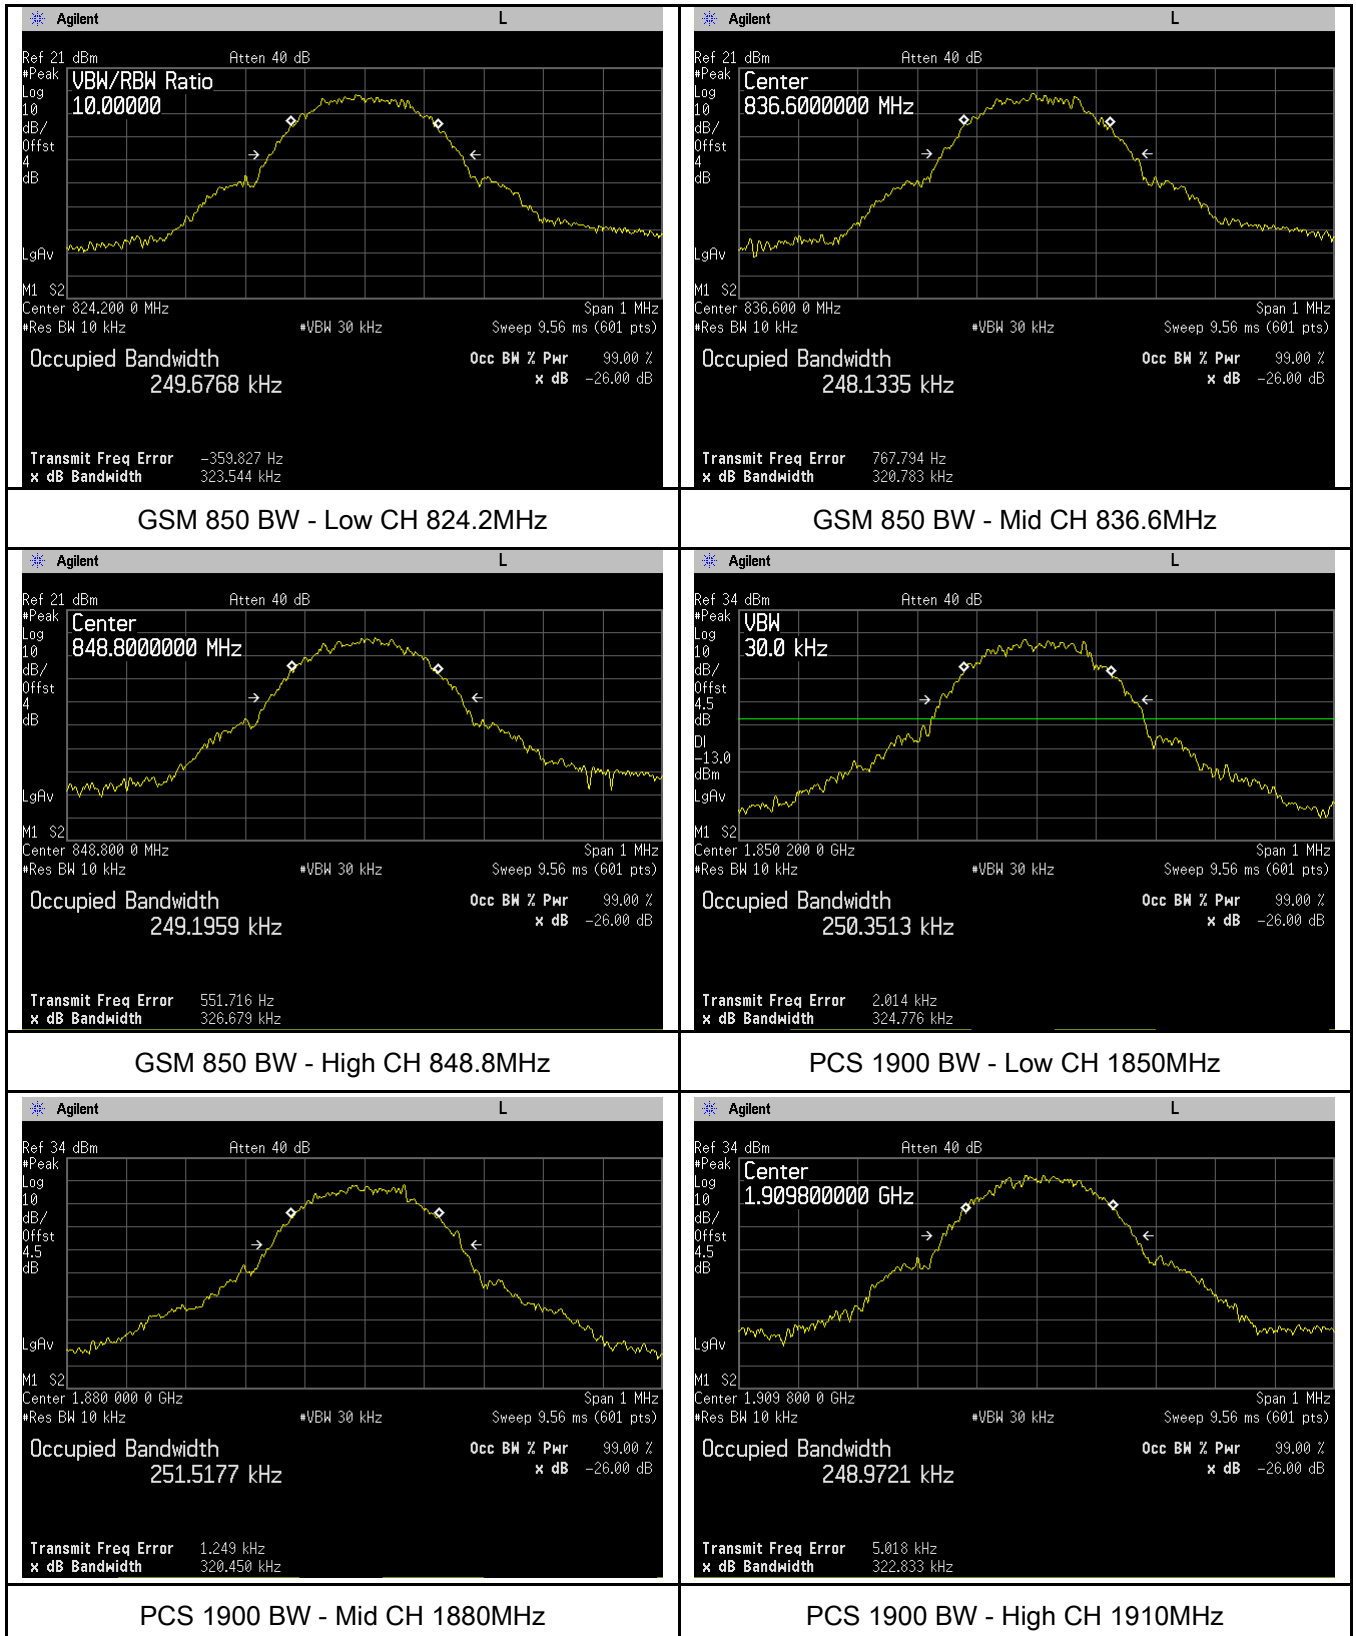 Agilent L
Ref 21 dBm Atten 40 dB
#Peak
Log
10
dB/
Offst
4
dB
VBW/RBW Ratio
10.00000
LgAv
M1 S2
Center 824.200 0 MHz Span 1 MHz
#Res BW 10 kHz #VBW 30 kHz Sweep 9.56 ms (601 pts)
Occupied Bandwidth Occ BW % Pwr 99.00 %
249.6768 kHz x dB -26.00 dB
Transmit Freq Error -359.827 Hz
x dB Bandwidth 323.544 kHz
GSM 850 BW - Low CH 824.2MHz
Agilent L
Ref 21 dBm Atten 40 dB
#Peak
Log
10
dB/
Offst
4
dB
Center
836.6000000 MHz
LgAv
M1 S2
Center 836.600 0 MHz Span 1 MHz
#Res BW 10 kHz #VBW 30 kHz Sweep 9.56 ms (601 pts)
Occupied Bandwidth Occ BW % Pwr 99.00 %
248.1335 kHz x dB -26.00 dB
Transmit Freq Error 767.794 Hz
x dB Bandwidth 320.783 kHz
GSM 850 BW - Mid CH 836.6MHz
Agilent L
Ref 21 dBm Atten 40 dB
#Peak
Log
10
dB/
Offst
4
dB
Center
848.8000000 MHz
LgAv
M1 S2
Center 848.800 0 MHz Span 1 MHz
#Res BW 10 kHz #VBW 30 kHz Sweep 9.56 ms (601 pts)
Occupied Bandwidth Occ BW % Pwr 99.00 %
249.1959 kHz x dB -26.00 dB
Transmit Freq Error 551.716 Hz
x dB Bandwidth 326.679 kHz
GSM 850 BW - High CH 848.8MHz
Agilent L
Ref 34 dBm Atten 40 dB
#Peak
Log
10
dB/
Offst
4.5
dB
DI
-13.0
dBm
VBW
30.0 kHz
LgAv
M1 S2
Center 1.850 200 0 GHz Span 1 MHz
#Res BW 10 kHz #VBW 30 kHz Sweep 9.56 ms (601 pts)
Occupied Bandwidth Occ BW % Pwr 99.00 %
250.3513 kHz x dB -26.00 dB
Transmit Freq Error 2.014 kHz
x dB Bandwidth 324.776 kHz
PCS 1900 BW - Low CH 1850MHz
Agilent L
Ref 34 dBm Atten 40 dB
#Peak
Log
10
dB/
Offst
4.5
dB
LgAv
M1 S2
Center 1.880 000 0 GHz Span 1 MHz
#Res BW 10 kHz #VBW 30 kHz Sweep 9.56 ms (601 pts)
Occupied Bandwidth Occ BW % Pwr 99.00 %
251.5177 kHz x dB -26.00 dB
Transmit Freq Error 1.249 kHz
x dB Bandwidth 320.450 kHz
PCS 1900 BW - Mid CH 1880MHz
Agilent L
Ref 34 dBm Atten 40 dB
#Peak
Log
10
dB/
Offst
4.5
dB
Center
1.909800000 GHz
LgAv
M1 S2
Center 1.909 800 0 GHz Span 1 MHz
#Res BW 10 kHz #VBW 30 kHz Sweep 9.56 ms (601 pts)
Occupied Bandwidth Occ BW % Pwr 99.00 %
248.9721 kHz x dB -26.00 dB
Transmit Freq Error 5.018 kHz
x dB Bandwidth 322.833 kHz
PCS 1900 BW - High CH 1910MHz